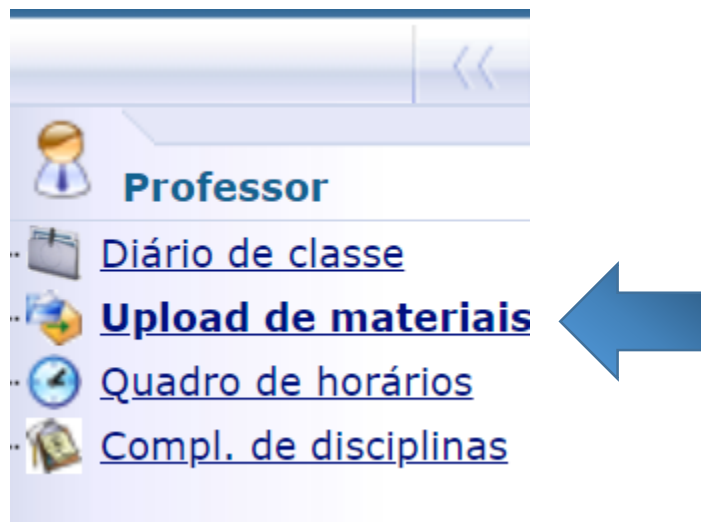 Professor
Diário de classe
Upload de materiais
Quadro de horários
Compl. de disciplinas